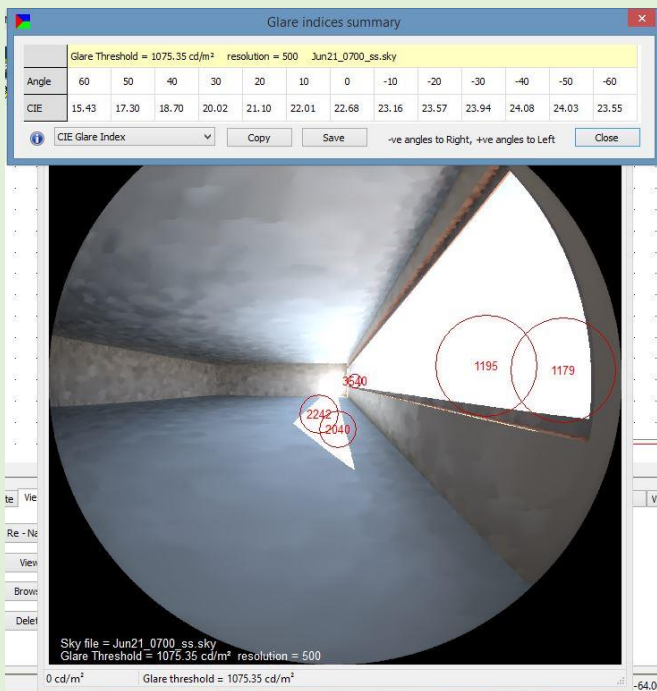 Glare indices summary
Glare Threshold = 1075.35 cd/m² resolution = 500 Jun21_0700_ss.sky
Angle 60 50 40 30 20 10 0 -10 -20 -30 -40 -50 -60
CIE 15.43 17.30 18.70 20.02 21.10 22.01 22.68 23.16 23.57 23.94 24.08 24.03 23.55
CIE Glare Index Copy Save -ve angles to Right, +ve angles to Left Close
1195 1179
3540
2242
2040
te Vie V
Re - Na
View
Brows
Delet
Sky file = Jun21_0700_ss.sky
Glare Threshold = 1075.35 cd/m² resolution = 500
0 cd/m² Glare threshold = 1075.35 cd/m²
-64.0